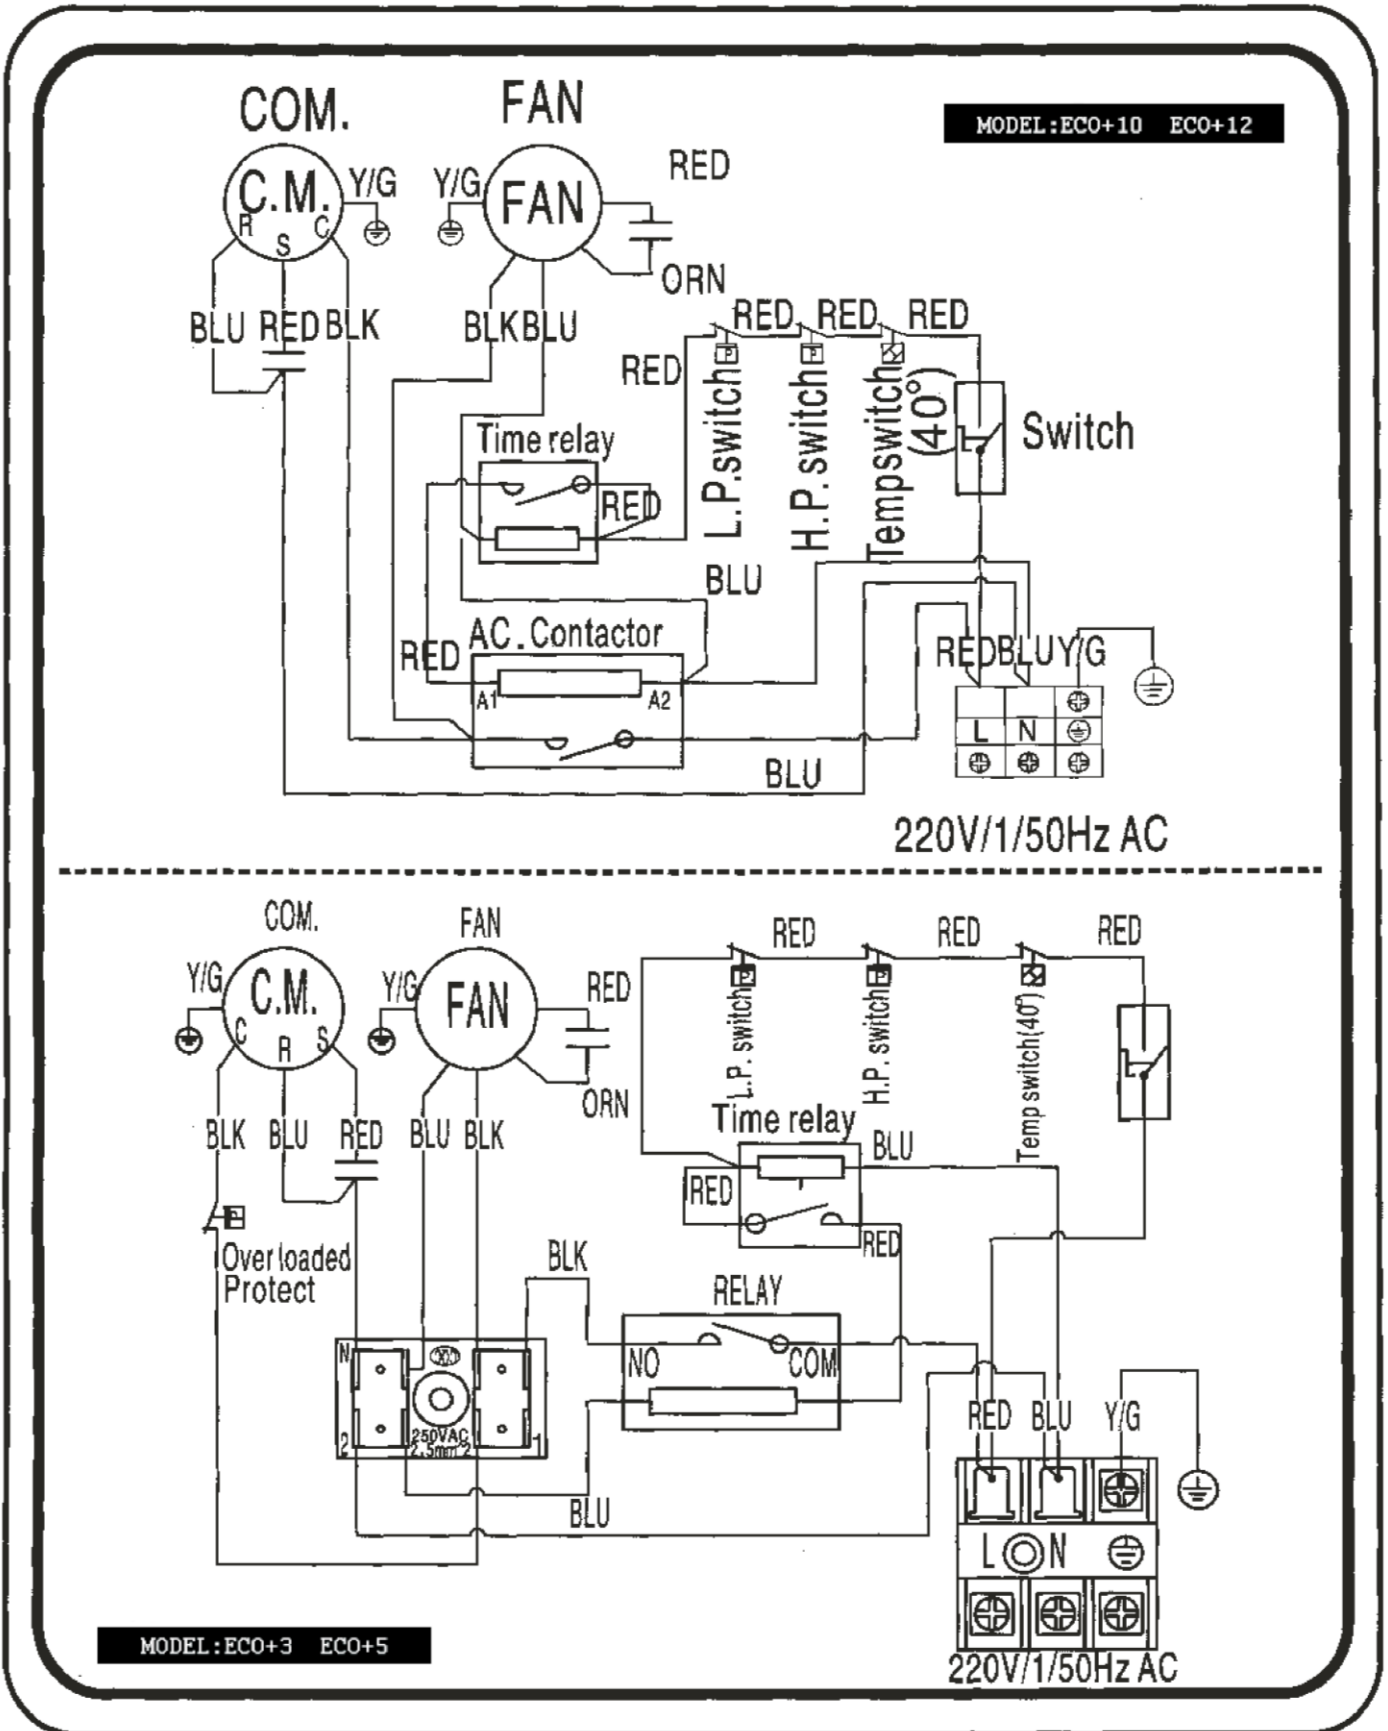 COM.
FAN
MODEL:ECO+10 ECO+12
C.M.
R
S
C
Y/G
Y/G
FAN
RED
ORN
BLU RED BLK
BLK BLU
RED
RED
RED
RED
L.P.switch
H.P.switch
Tempswitch
(40°)
Switch
Time relay
RED
BLU
AC.Contactor
RED
A1
A2
RED BLU Y/G
L N
BLU
220V/1/50Hz AC
COM.
FAN
RED
RED
RED
Y/G
C.M.
C
R
S
Y/G
FAN
RED
ORN
L.P. switch
H.P. switch
Temp switch(40°)
BLK BLU RED
BLU BLK
Time relay
BLU
RED
RED
Over loaded
Protect
BLK
RELAY
NO
COM
N
2
250VAC
2.5mm 2
1
BLU
RED BLU Y/G
L N
MODEL:ECO+3 ECO+5
220V/1/50Hz AC